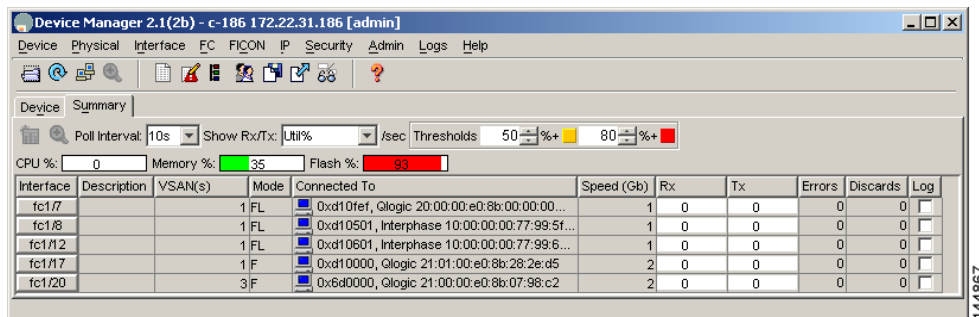 Device Manager 2.1(2b) - c-186 172.22.31.186 [admin]
Device Physical Interface FC FICON IP Security Admin Logs Help
Device Summary
Poll Interval: 10s Show Rx/Tx: Util% /sec Thresholds 50 %+ 80 %+
CPU %: 0 Memory %: 35 Flash %: 93
Interface Description VSAN(s) Mode Connected To Speed (Gb) Rx Tx Errors Discards Log
fc1/7 1 FL 0xd10fef, Qlogic 20:00:00:e0:8b:00:00:00... 1 0 0 0 0
fc1/8 1 FL 0xd10501, Interphase 10:00:00:00:77:99:5f... 1 0 0 0 0
fc1/12 1 FL 0xd10601, Interphase 10:00:00:00:77:99:6... 1 0 0 0 0
fc1/17 1 F 0xd10000, Qlogic 21:01:00:e0:8b:28:2e:d5 2 0 0 0 0
fc1/20 3 F 0x6d0000, Qlogic 21:00:00:e0:8b:07:98:c2 2 0 0 0 0